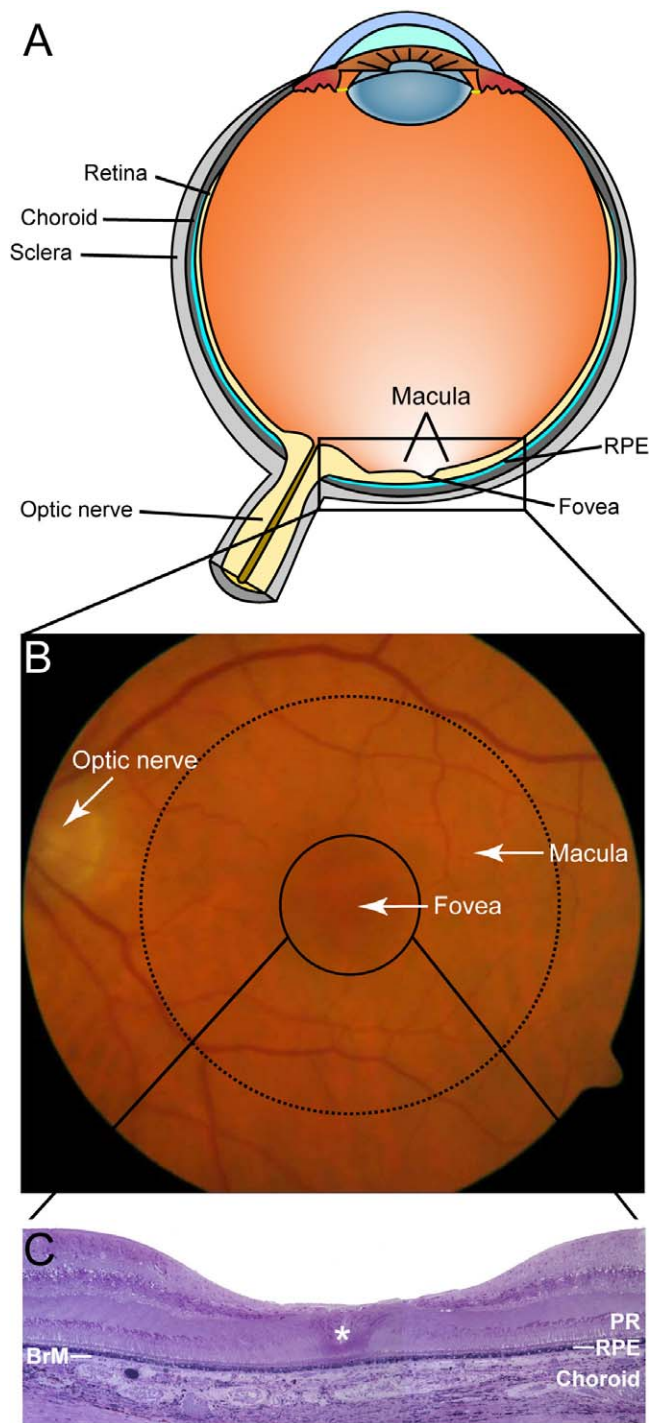 A
Retina
Choroid
Sclera
Macula
RPE
Optic nerve
Fovea
B
Optic nerve
Macula
Fovea
C
PR
RPE
BrM
Choroid
*